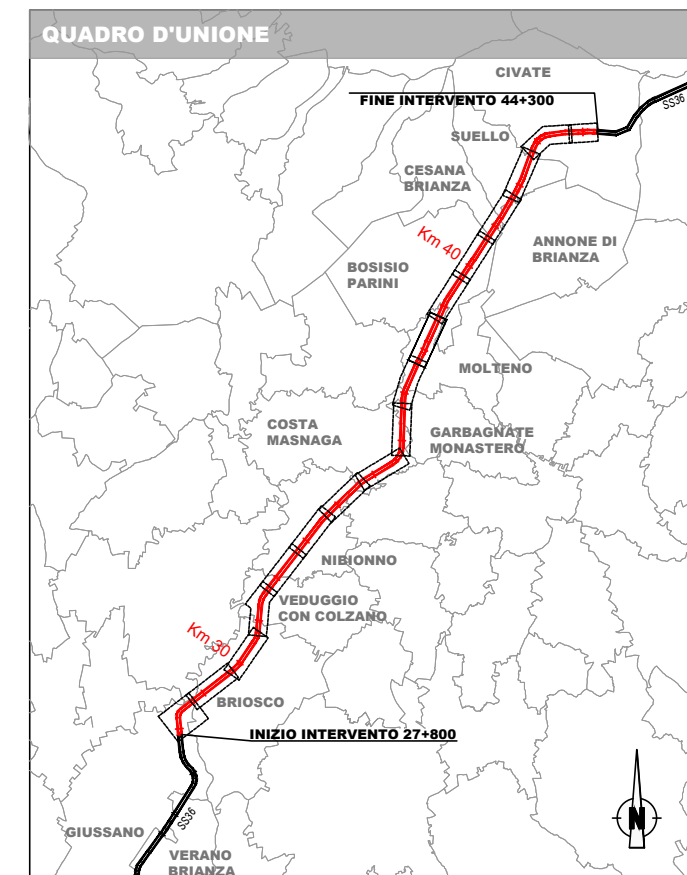 QUADRO D'UNIONE
CIVATE
FINE INTERVENTO 44+300
SS36
SUELLO
CESANA
BRIANZA
Km 40
ANNONE DI
BRIANZA
BOSISIO
PARINI
MOLTENO
COSTA
MASNAGA
GARBAGNATE
MONASTERO
NIBIONNO
VEDUGGIO
CON COLZANO
Km 30
BRIOSCO
INIZIO INTERVENTO 27+800
SS36
GIUSSANO
VERANO
BRIANZA
N